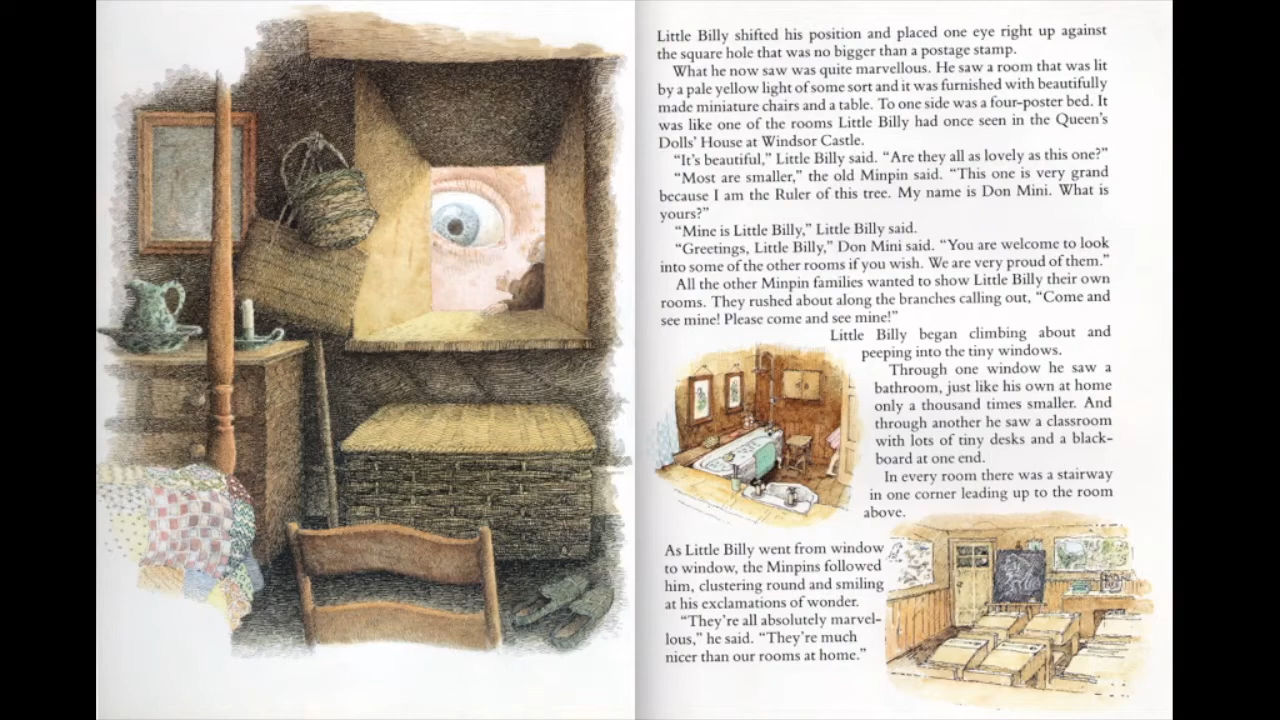 Little Billy shifted his position and placed one eye right up against
the square hole that was no bigger than a postage stamp.
What he now saw was quite marvellous. He saw a room that was lit
by a pale yellow light of some sort and it was furnished with beautifully
made miniature chairs and a table. To one side was a four-poster bed. It
was like one of the rooms Little Billy had once seen in the Queen's
Dolls' House at Windsor Castle.
“It's beautiful,” Little Billy said. “Are they all as lovely as this one?”
“Most are smaller,” the old Minpin said. “This one is very grand
because I am the Ruler of this tree. My name is Don Mini. What is
yours?”
“Mine is Little Billy,” Little Billy said.
“Greetings, Little Billy,” Don Mini said. “You are welcome to look
into some of the other rooms if you wish. We are very proud of them.”
All the other Minpin families wanted to show Little Billy their own
rooms. They rushed about along the branches calling out, “Come and
see mine! Please come and see mine!”
Little Billy began climbing about and
peeping into the tiny windows.
Through one window he saw a
bathroom, just like his own at home
only a thousand times smaller. And
through another he saw a classroom
with lots of tiny desks and a black-
board at one end.
In every room there was a stairway
in one corner leading up to the room
above.
As Little Billy went from window
to window, the Minpins followed
him, clustering round and smiling
at his exclamations of wonder.
“They're all absolutely marvel-
lous,” he said. “They're much
nicer than our rooms at home.”